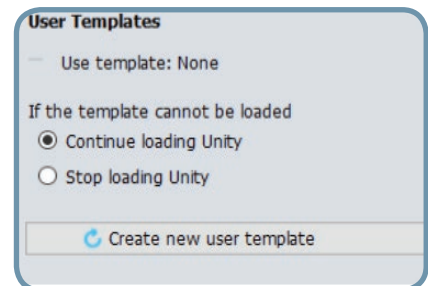 User Templates
Use template: None
If the template cannot be loaded
Continue loading Unity
Stop loading Unity
Create new user template